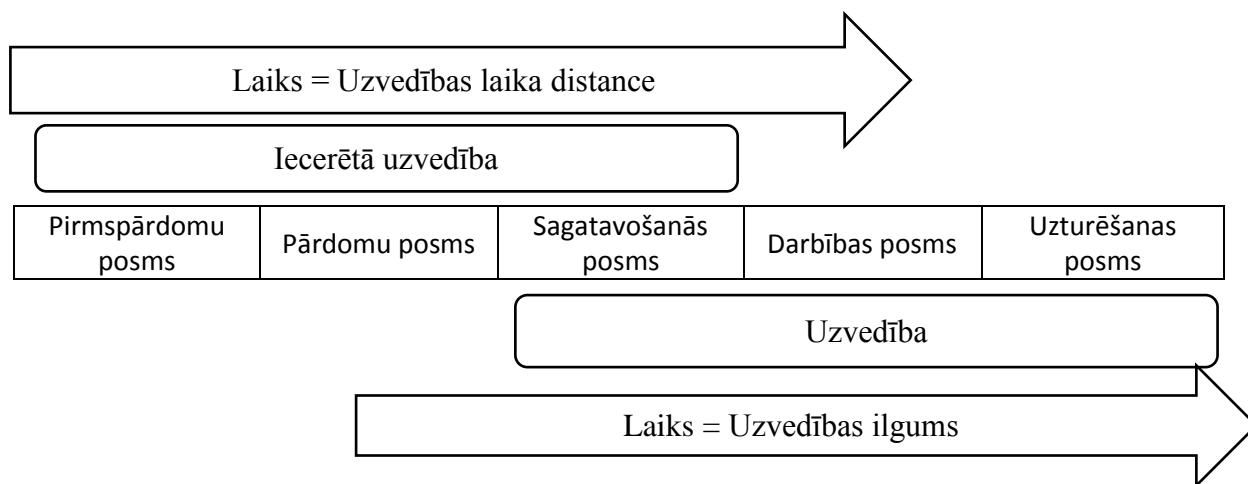 Laiks = Uzvedības laika distance
Iecerētā uzvedība
Pirmspārdomu
posms
Pārdomu posms
Sagatavošanās
posms
Darbības posms
Uzturēšanas
posms
Uzvedība
Laiks = Uzvedības ilgums